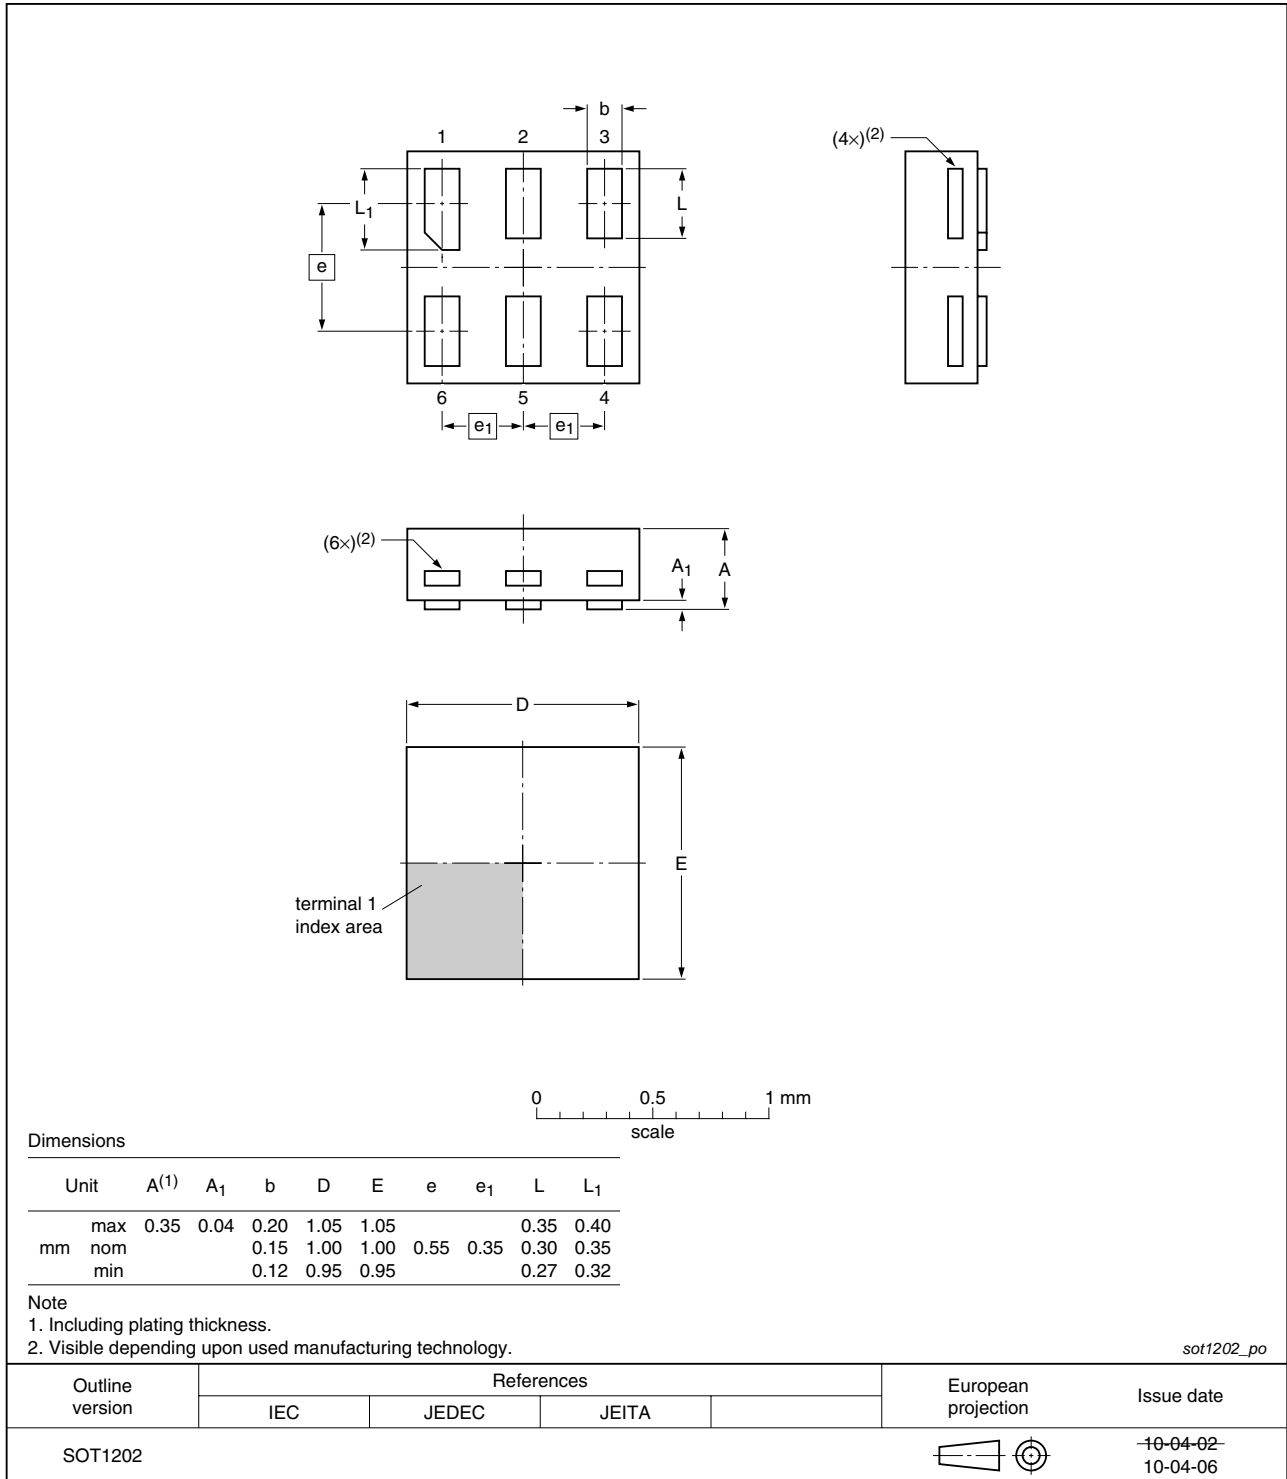 b
1 2 3
(4×)(2)
L1
L
e
6 5 4
e1 e1
(6×)(2)
A1 A
D
E
terminal 1
index area
0 0.5 1 mm
scale
Dimensions
Unit A(1) A1 b D E e e1 L L1
max 0.35 0.04 0.20 1.05 1.05 0.35 0.40
mm nom 0.15 1.00 1.00 0.55 0.35 0.30 0.35
min 0.12 0.95 0.95 0.27 0.32
Note
1. Including plating thickness.
2. Visible depending upon used manufacturing technology.
sot1202_po
Outline
version
References
IEC JEDEC JEITA
European
projection
Issue date
SOT1202
10-04-02
10-04-06